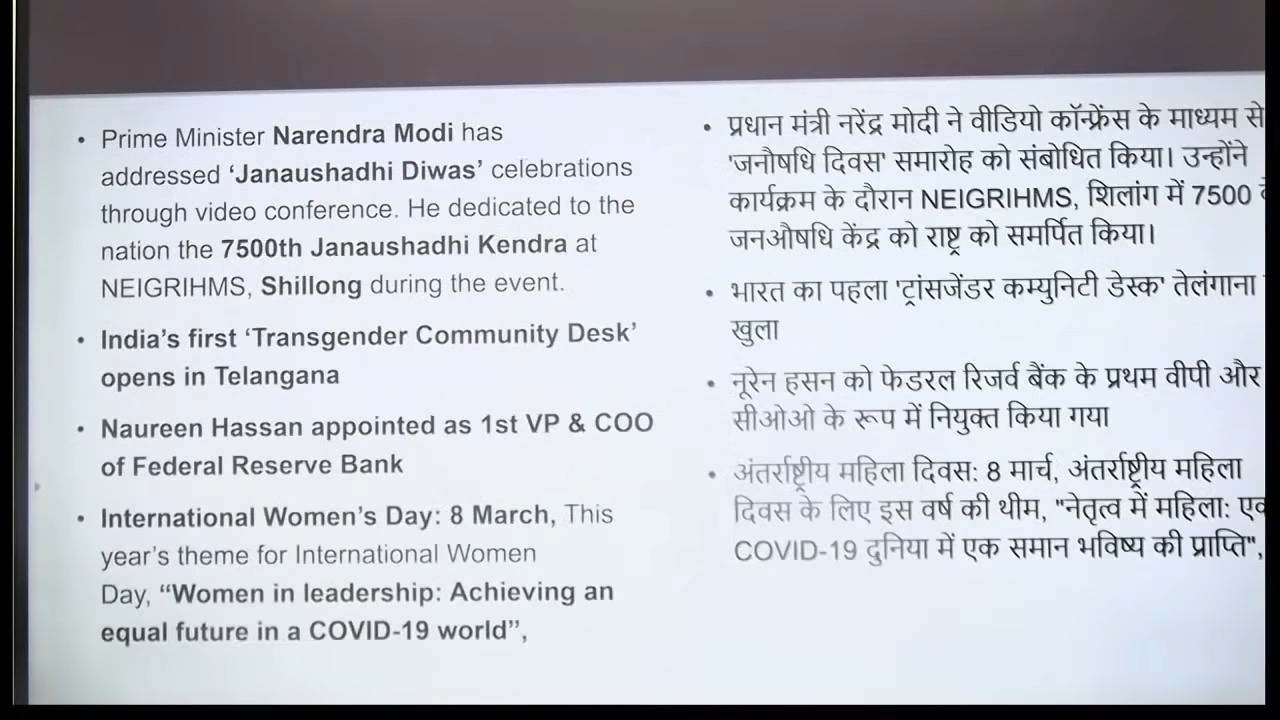 • Prime Minister Narendra Modi has
addressed ‘Janaushadhi Diwas’ celebrations
through video conference. He dedicated to the
nation the 7500th Janaushadhi Kendra at
NEIGRIHMS, Shillong during the event.
• India’s first ‘Transgender Community Desk’
opens in Telangana
• Naureen Hassan appointed as 1st VP & COO
of Federal Reserve Bank
• International Women’s Day: 8 March, This
year’s theme for International Women
Day, “Women in leadership: Achieving an
equal future in a COVID-19 world”,
• प्रधान मंत्री नरेंद्र मोदी ने वीडियो कॉन्फ्रेंस के माध्यम से
'जनौषधि दिवस' समारोह को संबोधित किया। उन्होंने
कार्यक्रम के दौरान NEIGRIHMS, शिलांग में 7500
जनऔषधि केंद्र को राष्ट्र को समर्पित किया।
• भारत का पहला 'ट्रांसजेंडर कम्युनिटी डेस्क' तेलंगाना
खुला
• नूरेन हसन को फेडरल रिजर्व बैंक के प्रथम वीपी और
सीओओ के रूप में नियुक्त किया गया
• अंतर्राष्ट्रीय महिला दिवस: 8 मार्च, अंतर्राष्ट्रीय महिला
दिवस के लिए इस वर्ष की थीम, "नेतृत्व में महिला:
COVID-19 दुनिया में एक समान भविष्य की प्राप्ति",